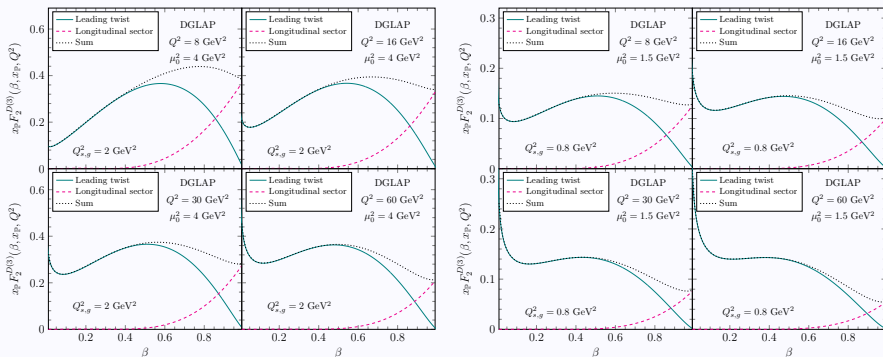 Leading twist
Longitudinal sector
Sum
DGLAP
Q² = 8 GeV²
μ₀² = 4 GeV²
Q²_{s,g} = 2 GeV²
Leading twist
Longitudinal sector
Sum
DGLAP
Q² = 16 GeV²
μ₀² = 4 GeV²
Q²_{s,g} = 2 GeV²
x_ℙF₂^{D(3)}(β, x_ℙ, Q²)
0.6
0.4
0.2
0
Leading twist
Longitudinal sector
Sum
DGLAP
Q² = 30 GeV²
μ₀² = 4 GeV²
Q²_{s,g} = 2 GeV²
Leading twist
Longitudinal sector
Sum
DGLAP
Q² = 60 GeV²
μ₀² = 4 GeV²
Q²_{s,g} = 2 GeV²
x_ℙF₂^{D(3)}(β, x_ℙ, Q²)
0.6
0.4
0.2
0
0.2 0.4 0.6 0.8 0.2 0.4 0.6 0.8
β β
Leading twist
Longitudinal sector
Sum
DGLAP
Q² = 8 GeV²
μ₀² = 1.5 GeV²
Q²_{s,g} = 0.8 GeV²
Leading twist
Longitudinal sector
Sum
DGLAP
Q² = 16 GeV²
μ₀² = 1.5 GeV²
Q²_{s,g} = 0.8 GeV²
x_ℙF₂^{D(3)}(β, x_ℙ, Q²)
0.3
0.2
0.1
0
Leading twist
Longitudinal sector
Sum
DGLAP
Q² = 30 GeV²
μ₀² = 1.5 GeV²
Q²_{s,g} = 0.8 GeV²
Leading twist
Longitudinal sector
Sum
DGLAP
Q² = 60 GeV²
μ₀² = 1.5 GeV²
Q²_{s,g} = 0.8 GeV²
x_ℙF₂^{D(3)}(β, x_ℙ, Q²)
0.3
0.2
0.1
0
0.2 0.4 0.6 0.8 0.2 0.4 0.6 0.8
β β